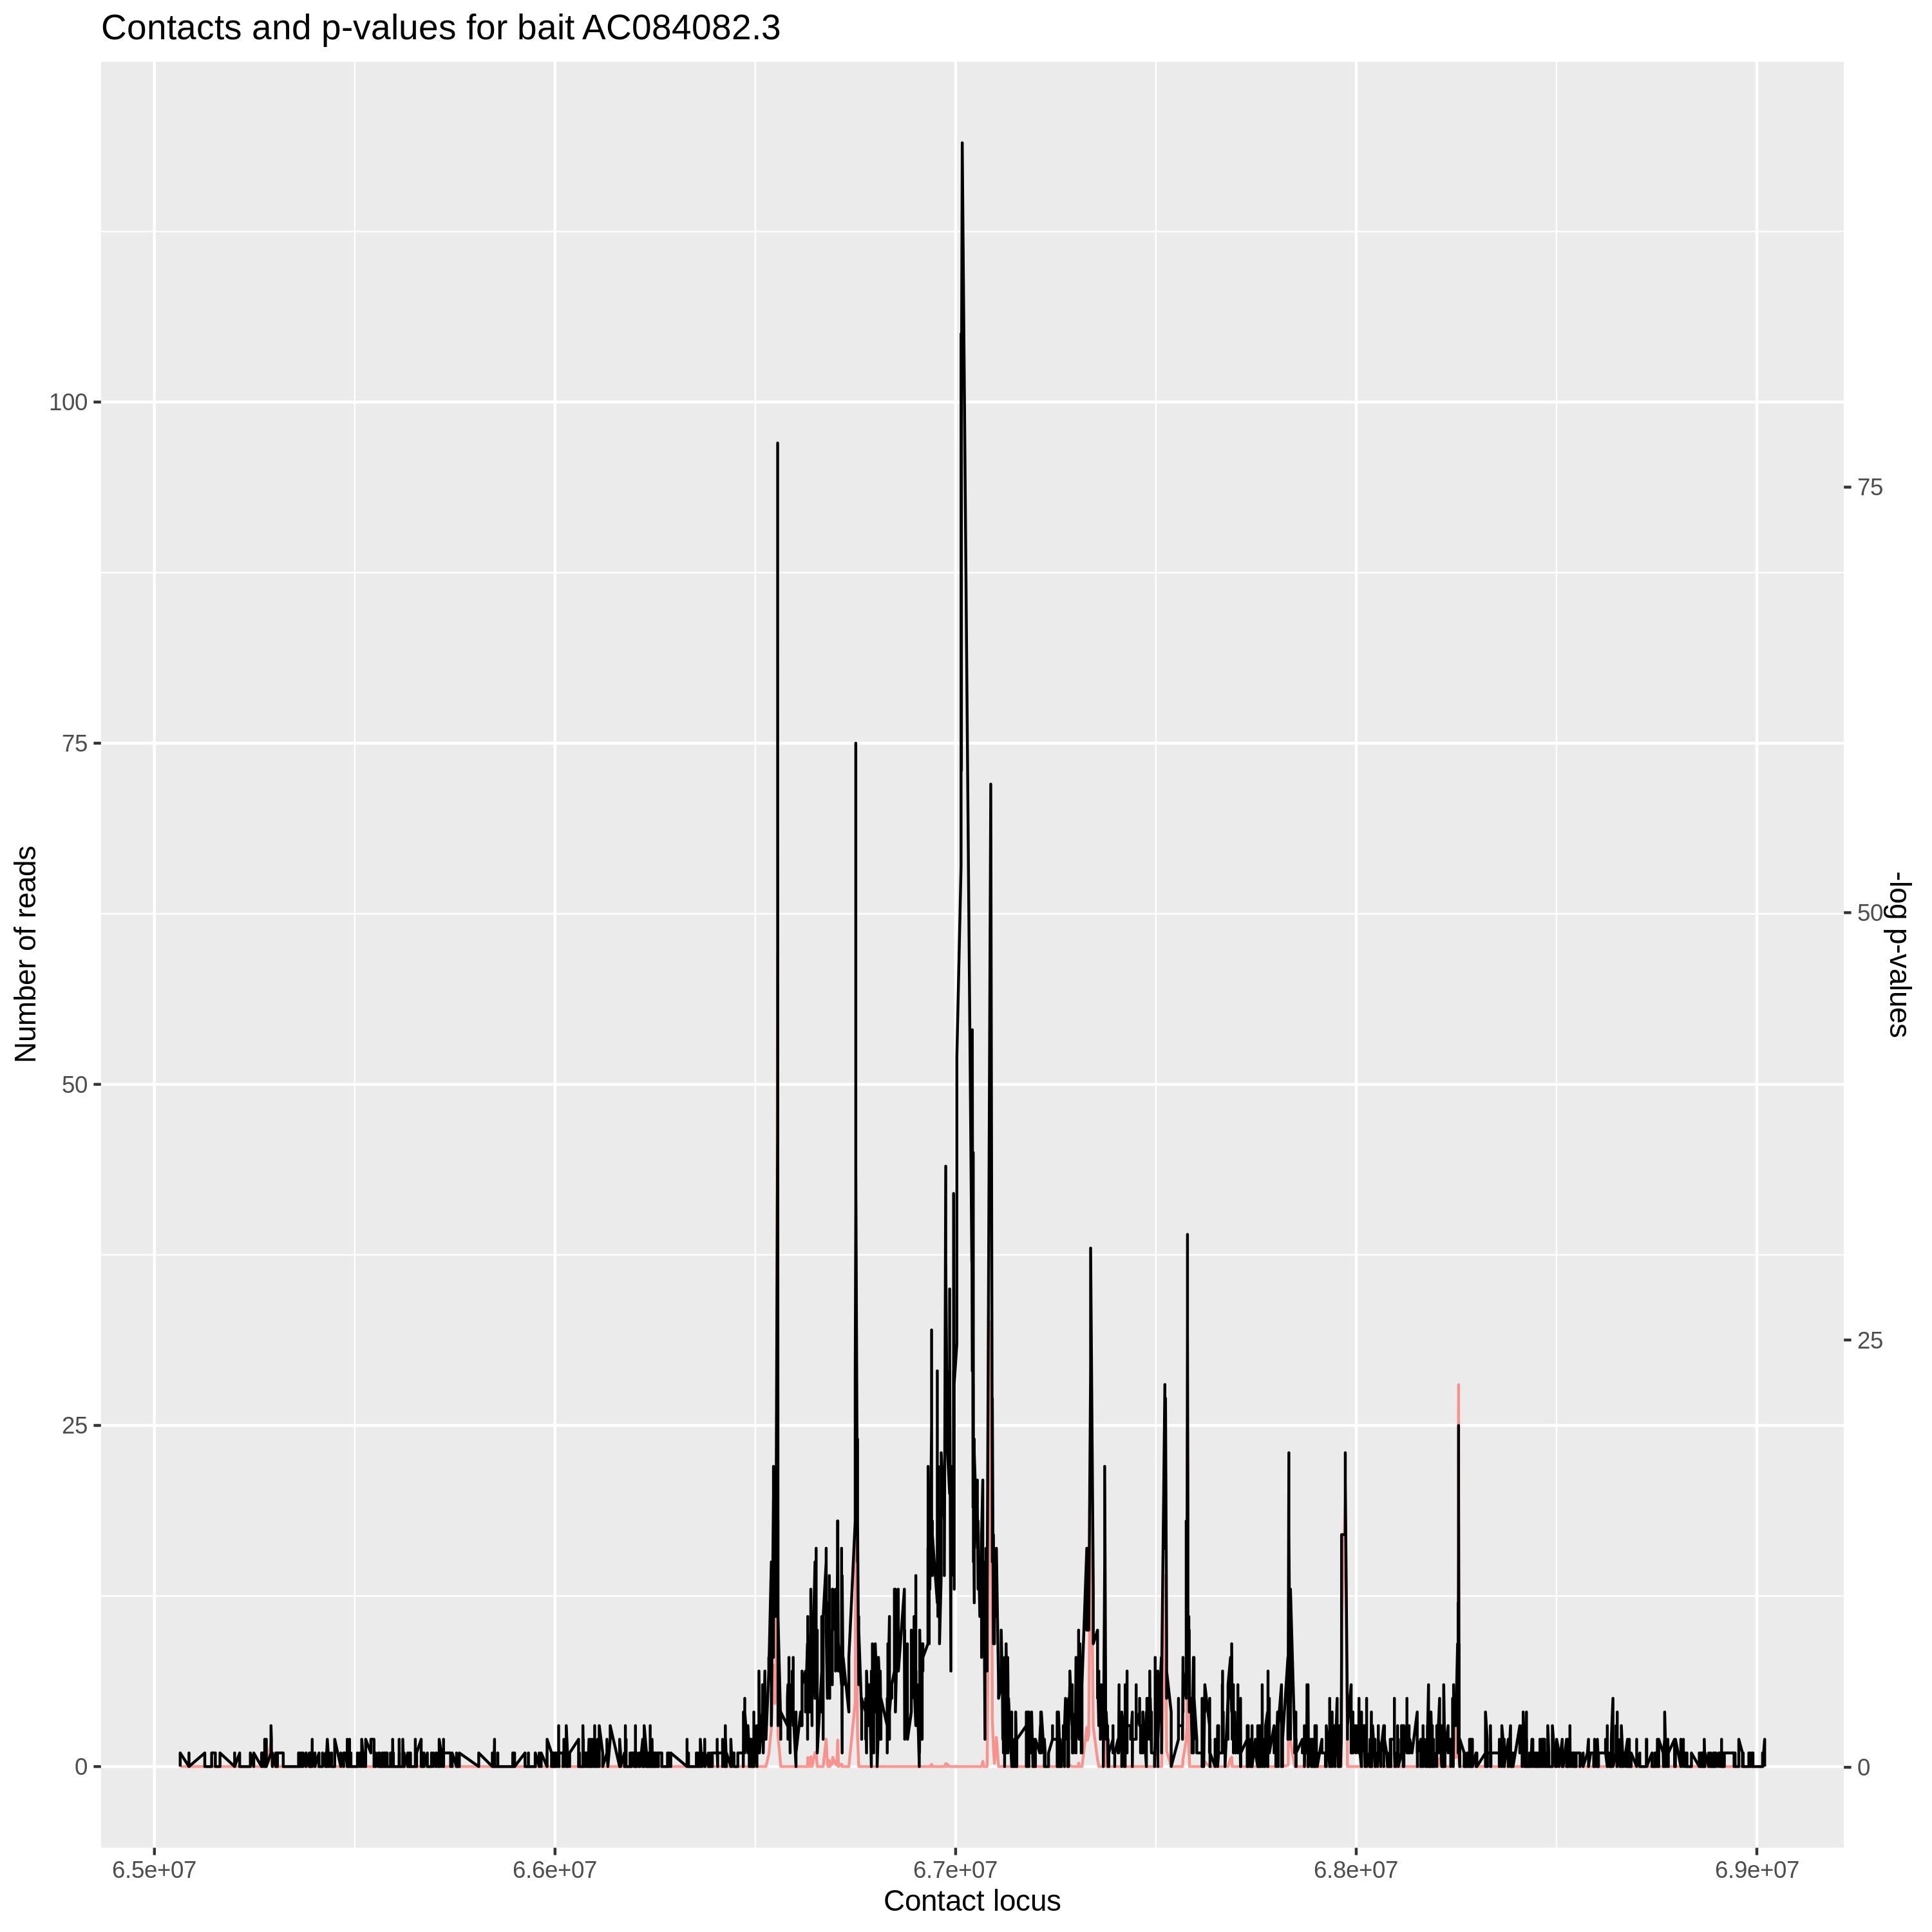 Contacts and p-values for bait AC084082.3
100
75
50
25
0
Number of reads
75
50
25
0
-log p-values
6.5e+07
6.6e+07
6.7e+07
6.8e+07
6.9e+07
Contact locus